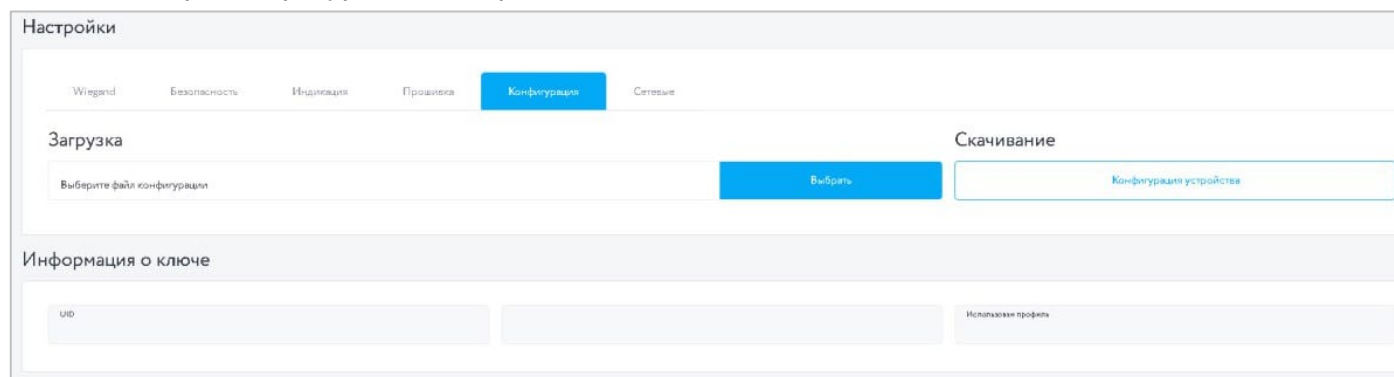 Настройки
Wiegand Безопасность Индикация Прошивка Конфигурация Сетевые
Загрузка Скачивание
Выберите файл конфигурации Выбрать Конфигурация устройства
Информация о ключе
UID Использован профиль